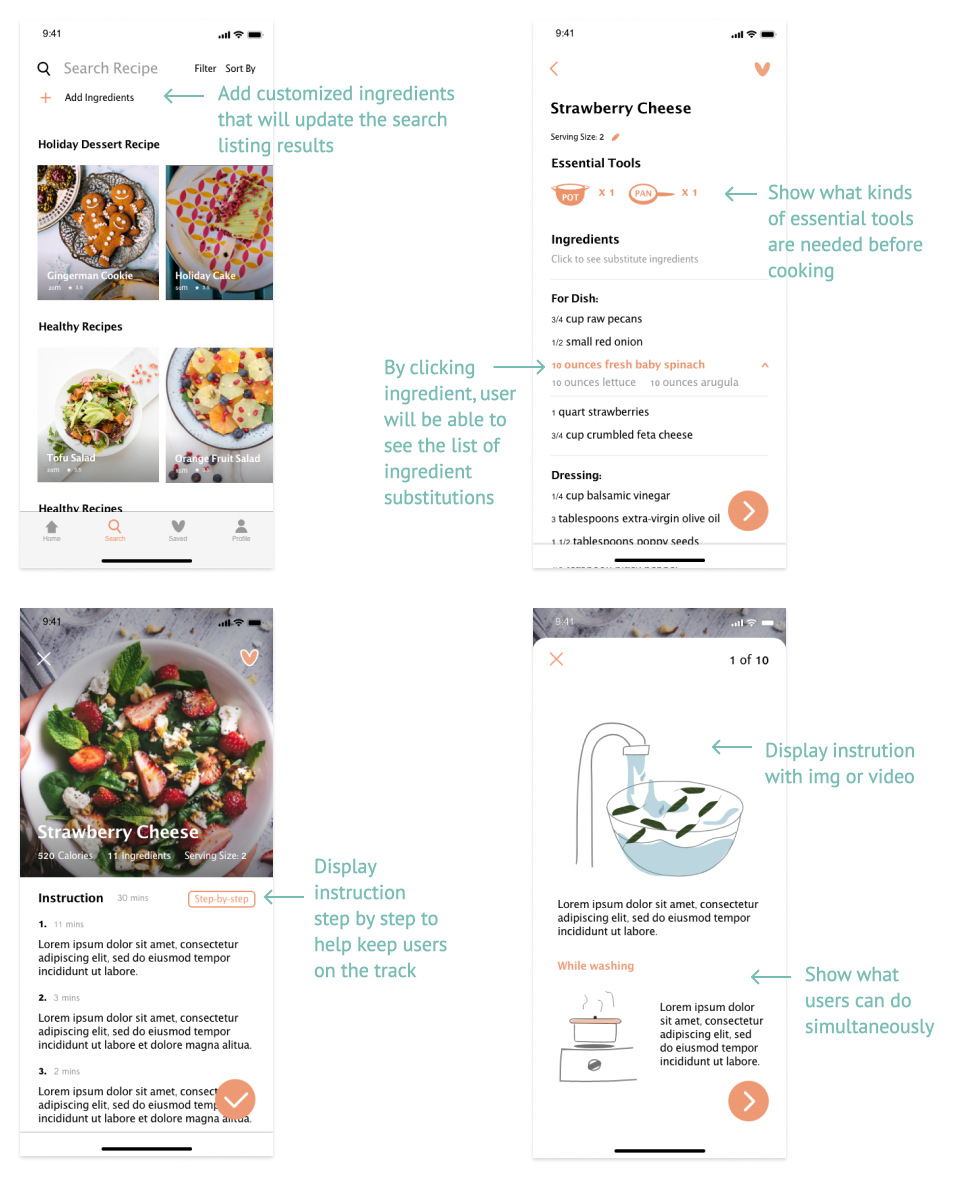 9:41
Search Recipe
Filter Sort By
+ Add Ingredients
Add customized ingredients
that will update the search
listing results
Holiday Dessert Recipe
Gingerman Cookie
Holiday Cake
★ 3.5
★ 3.5
Healthy Recipes
Tofu Salad
Orange Fruit Salad
★ 3.5
★ 3.5
Healthy Recipes
Home
Search
Saved
Profile
9:41
Strawberry Cheese
Serving Size: 2
Essential Tools
POT X 1 PAN X 1
Show what kinds
of essential tools
are needed before
cooking
Ingredients
Click to see substitute ingredients
For Dish:
3/4 cup raw pecans
1/2 small red onion
10 ounces fresh baby spinach
10 ounces lettuce 10 ounces arugula
By clicking
ingredient, user
will be able to
see the list of
ingredient
substitutions
1 quart strawberries
3/4 cup crumbled feta cheese
Dressing:
1/4 cup balsamic vinegar
3 tablespoons extra-virgin olive oil
1 1/2 tablespoons poppy seeds
9:41
Strawberry Cheese
520 Calories 11 Ingredients Serving Size: 2
Instruction 30 mins Step-by-step
Display
instruction
step by step to
help keep users
on the track
1. 11 mins
Lorem ipsum dolor sit amet, consectetur
adipiscing elit, sed do eiusmod tempor
incididunt ut labore.
2. 3 mins
Lorem ipsum dolor sit amet, consectetur
adipiscing elit, sed do eiusmod tempor
incididunt ut labore et dolore magna alitua.
3. 2 mins
Lorem ipsum dolor sit amet, consect
adipiscing elit, sed do eiusmod temp
incididunt ut labore et dolore magna alitua.
9:41
1 of 10
Display instrution
with img or video
Lorem ipsum dolor sit amet, consectetur
adipiscing elit, sed do eiusmod tempor
incididunt ut labore.
While washing
Show what
users can do
simultaneously
Lorem ipsum dolor
sit amet, consectetur
adipiscing elit, sed
do eiusmod tempor
incididunt ut labore.